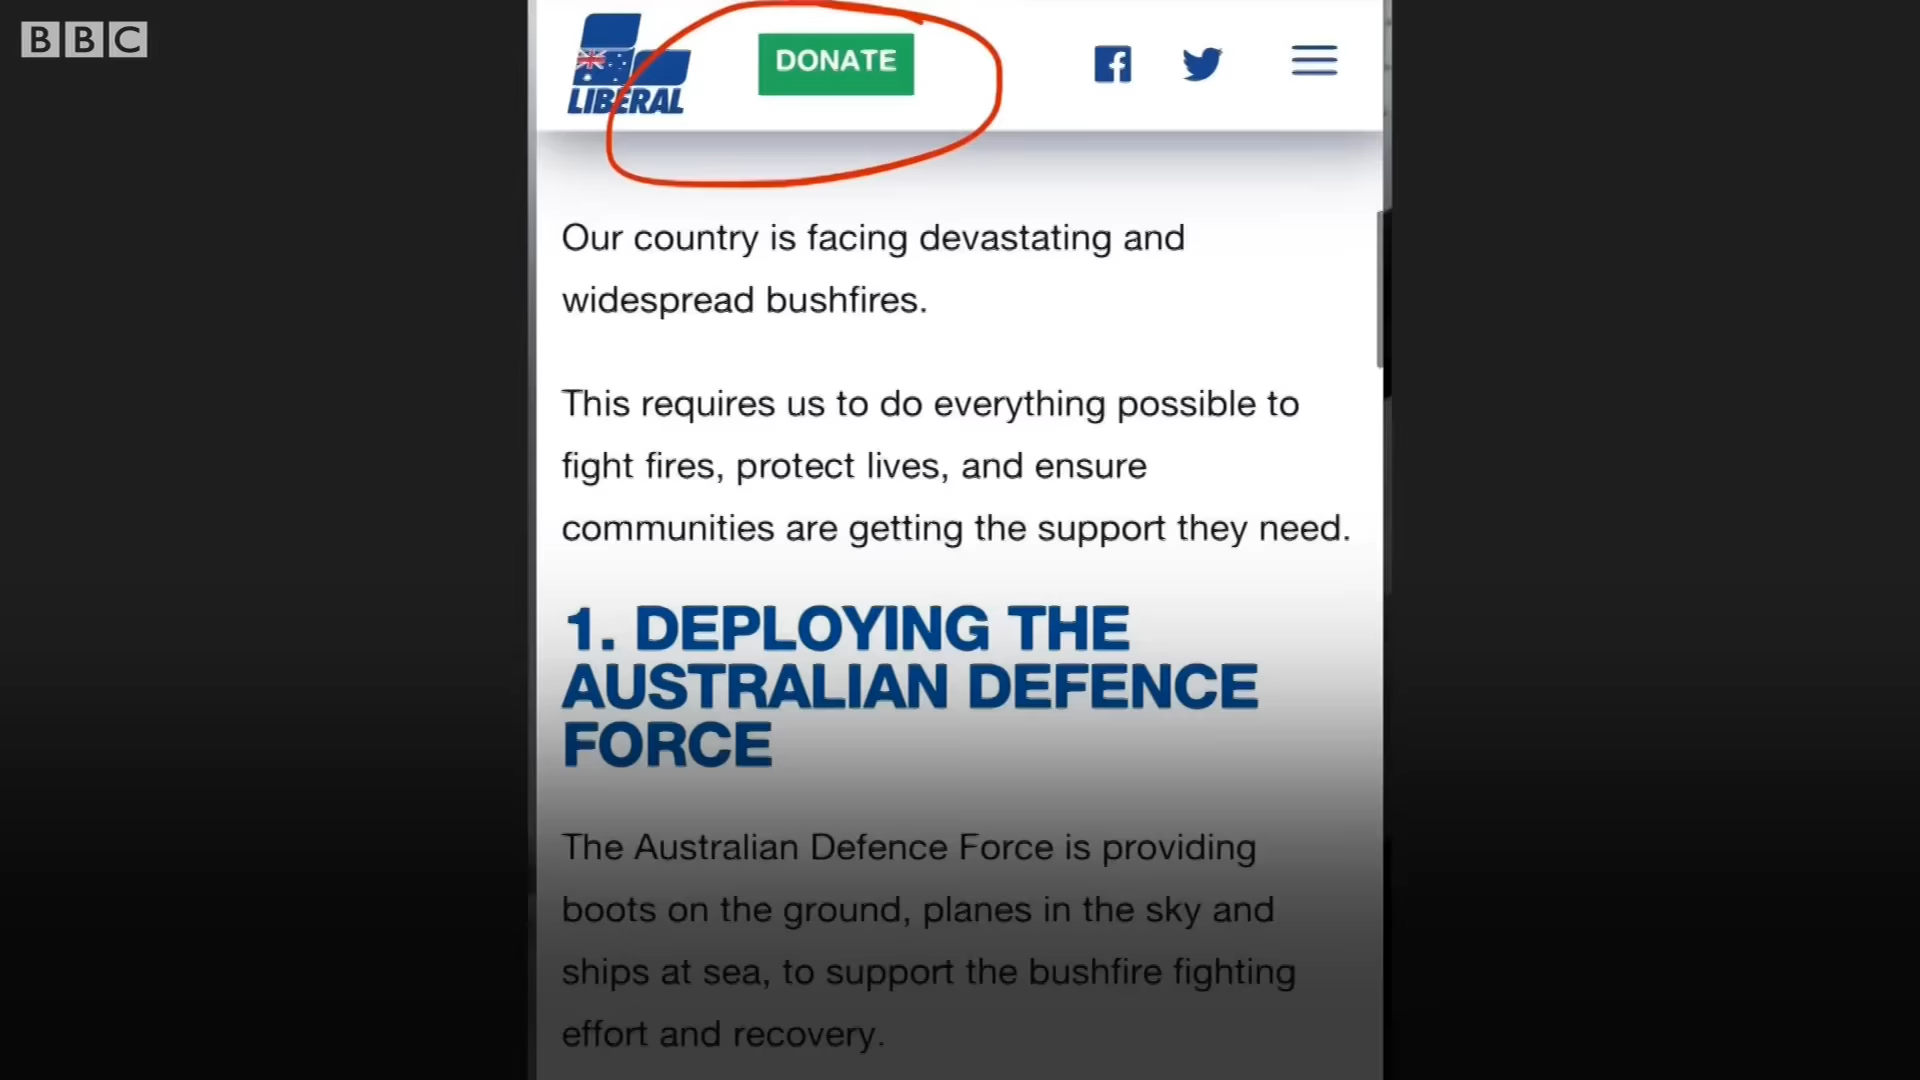 BBC
LIBERAL
DONATE
Our country is facing devastating and
widespread bushfires.
This requires us to do everything possible to
fight fires, protect lives, and ensure
communities are getting the support they need.
1. DEPLOYING THE
AUSTRALIAN DEFENCE
FORCE
The Australian Defence Force is providing
boots on the ground, planes in the sky and
ships at sea, to support the bushfire fighting
effort and recovery.